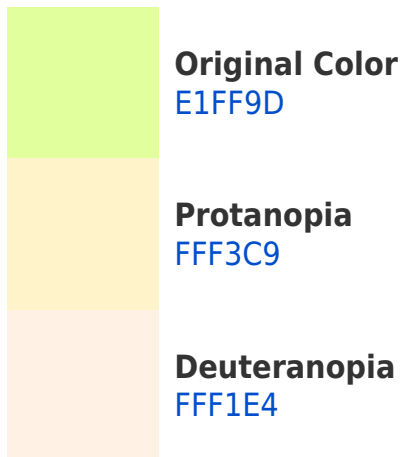 Original Color
E1FF9D
Protanopia
FFF3C9
Deuteranopia
FFF1E4